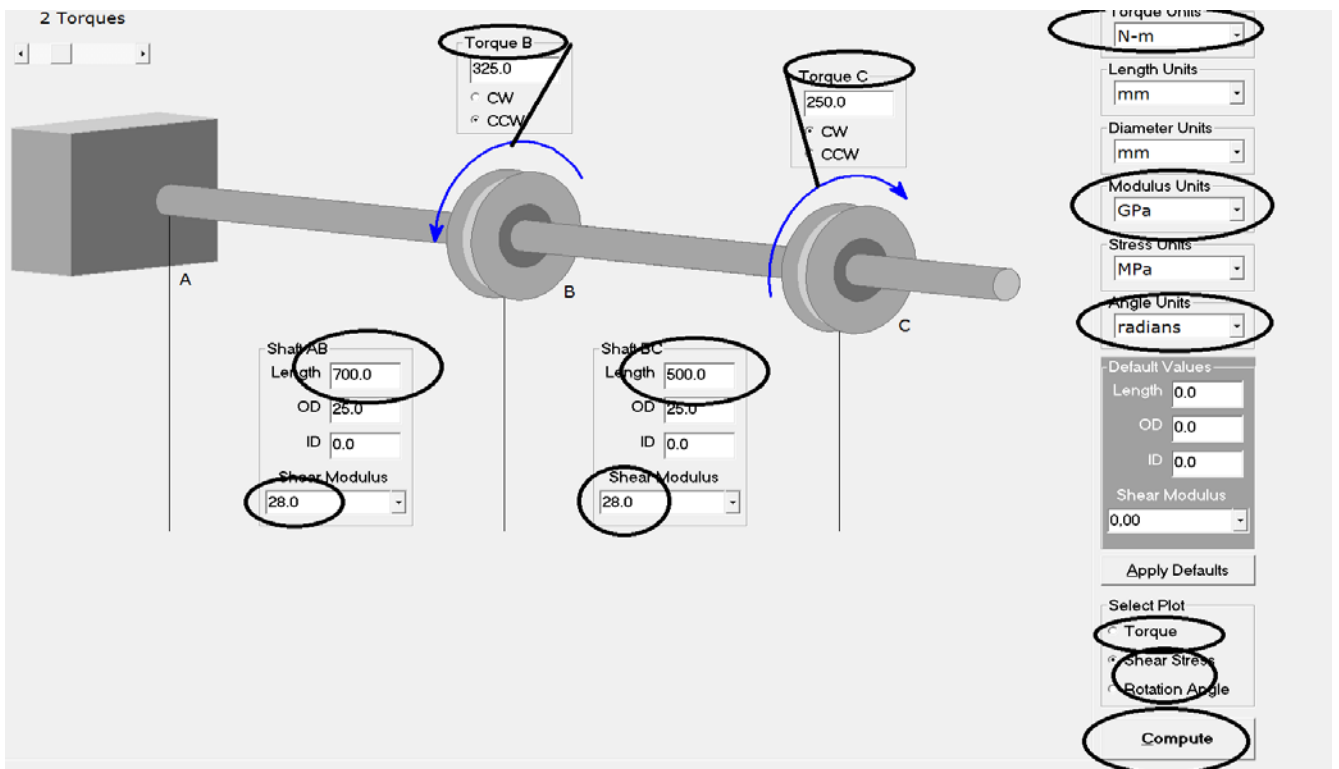 2 Torques
Torque B
325.0
CW
CCW
Torque C
250.0
CW
CCW
A
B
C
Shaft AB
Length 700.0
OD 25.0
ID 0.0
Shear Modulus
28.0
Shaft BC
Length 500.0
OD 25.0
ID 0.0
Shear Modulus
28.0
Torque Units
N-m
Length Units
mm
Diameter Units
mm
Modulus Units
GPa
Stress Units
MPa
Angle Units
radians
Default Values
Length 0.0
OD 0.0
ID 0.0
Shear Modulus
0,00
Apply Defaults
Select Plot
Torque
Shear Stress
Rotation Angle
Compute